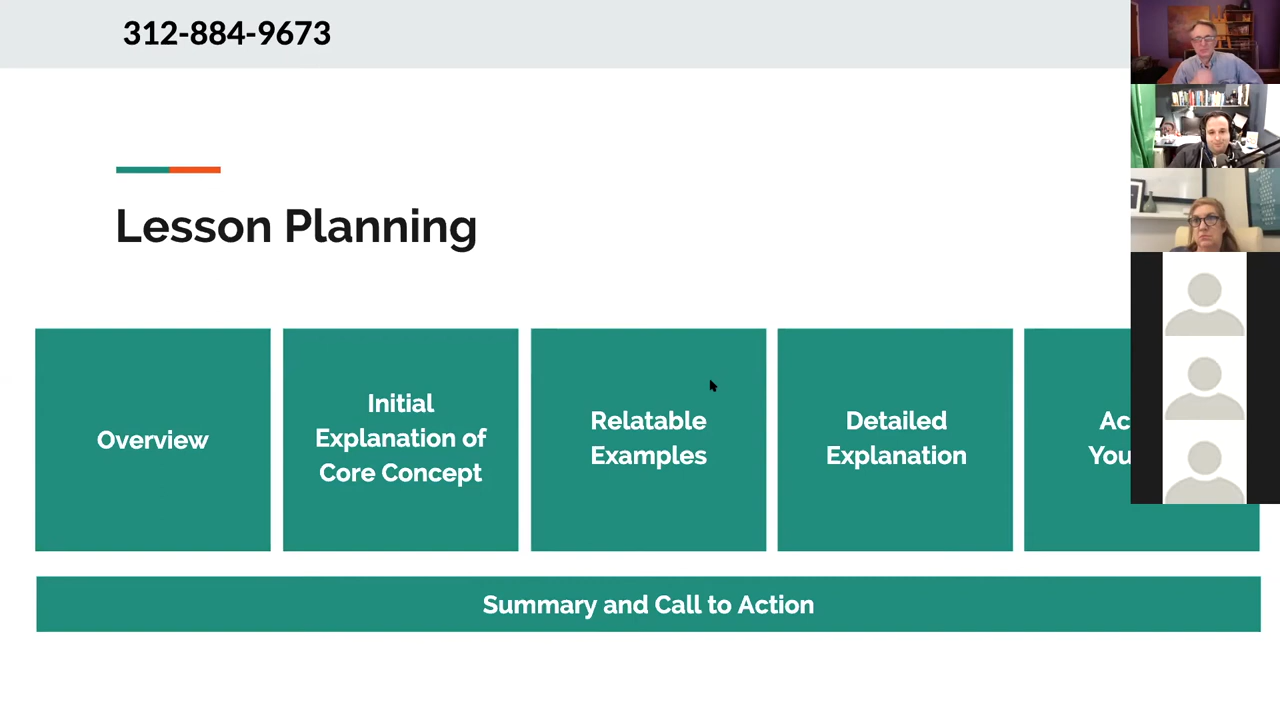 312-884-9673
Lesson Planning
Overview
Initial
Explanation of
Core Concept
Relatable
Examples
Detailed
Explanation
Summary and Call to Action